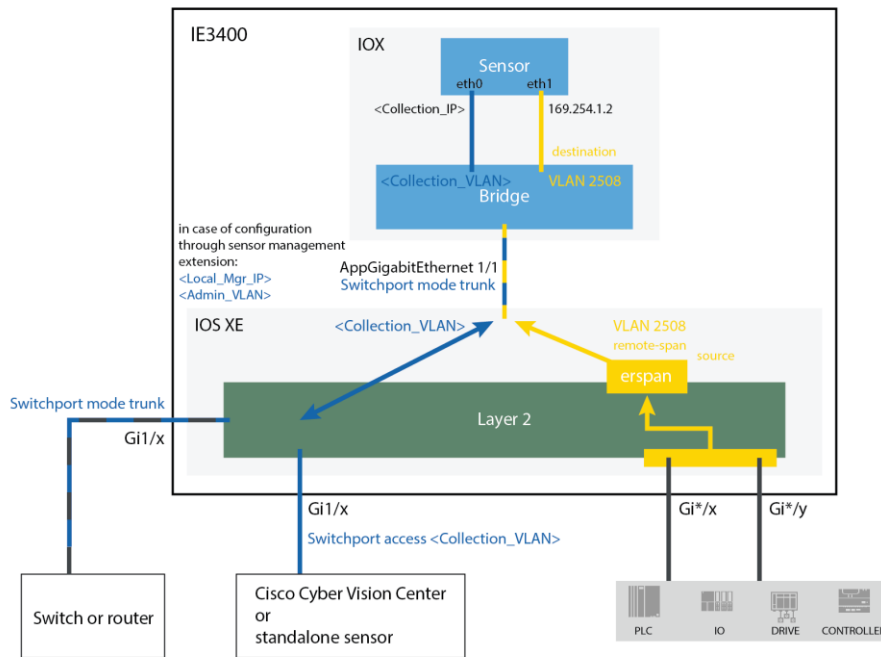 IE3400
IOX
Sensor
eth0
eth1
<Collection_IP>
169.254.1.2
destination
<Collection_VLAN>
VLAN 2508
Bridge
in case of configuration
through sensor management
extension:
<Local_Mgr_IP>
<Admin_VLAN>
AppGigabitEthernet 1/1
Switchport mode trunk
IOS XE
<Collection_VLAN>
VLAN 2508
remote-span
source
erspan
Switchport mode trunk
Gi1/x
Layer 2
Gi1/x
Gi*/x
Gi*/y
Switchport access <Collection_VLAN>
Switch or router
Cisco Cyber Vision Center
or
standalone sensor
PLC
IO
DRIVE
CONTROLLER